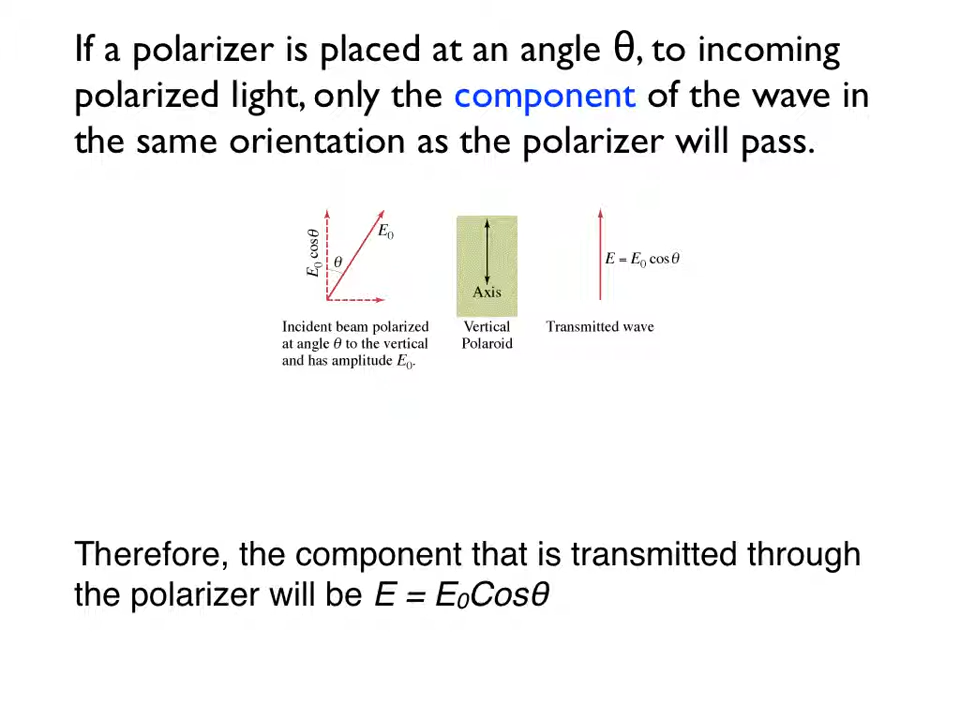 If a polarizer is placed at an angle θ, to incoming
polarized light, only the component of the wave in
the same orientation as the polarizer will pass.
E₀ cosθ
θ
E₀
Axis
E = E₀ cosθ
Incident beam polarized
at angle θ to the vertical
and has amplitude E₀.
Vertical
Polaroid
Transmitted wave
Therefore, the component that is transmitted through
the polarizer will be E = E₀Cosθ